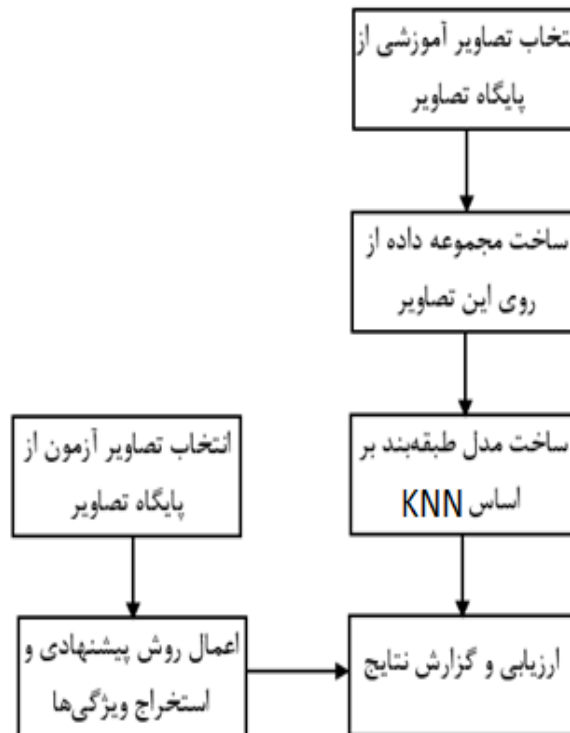 نتخاب تصاویر آموزشی از
پایگاه تصاویر
ساخت مجموعه داده از
روی این تصاویر
ساخت مدل طبقه‌بند بر
اساس KNN
انتخاب تصاویر آزمون از
پایگاه تصاویر
اعمال روش پیشنهادی و
استخراج ویژگی‌ها
ارزیابی و گزارش نتایج